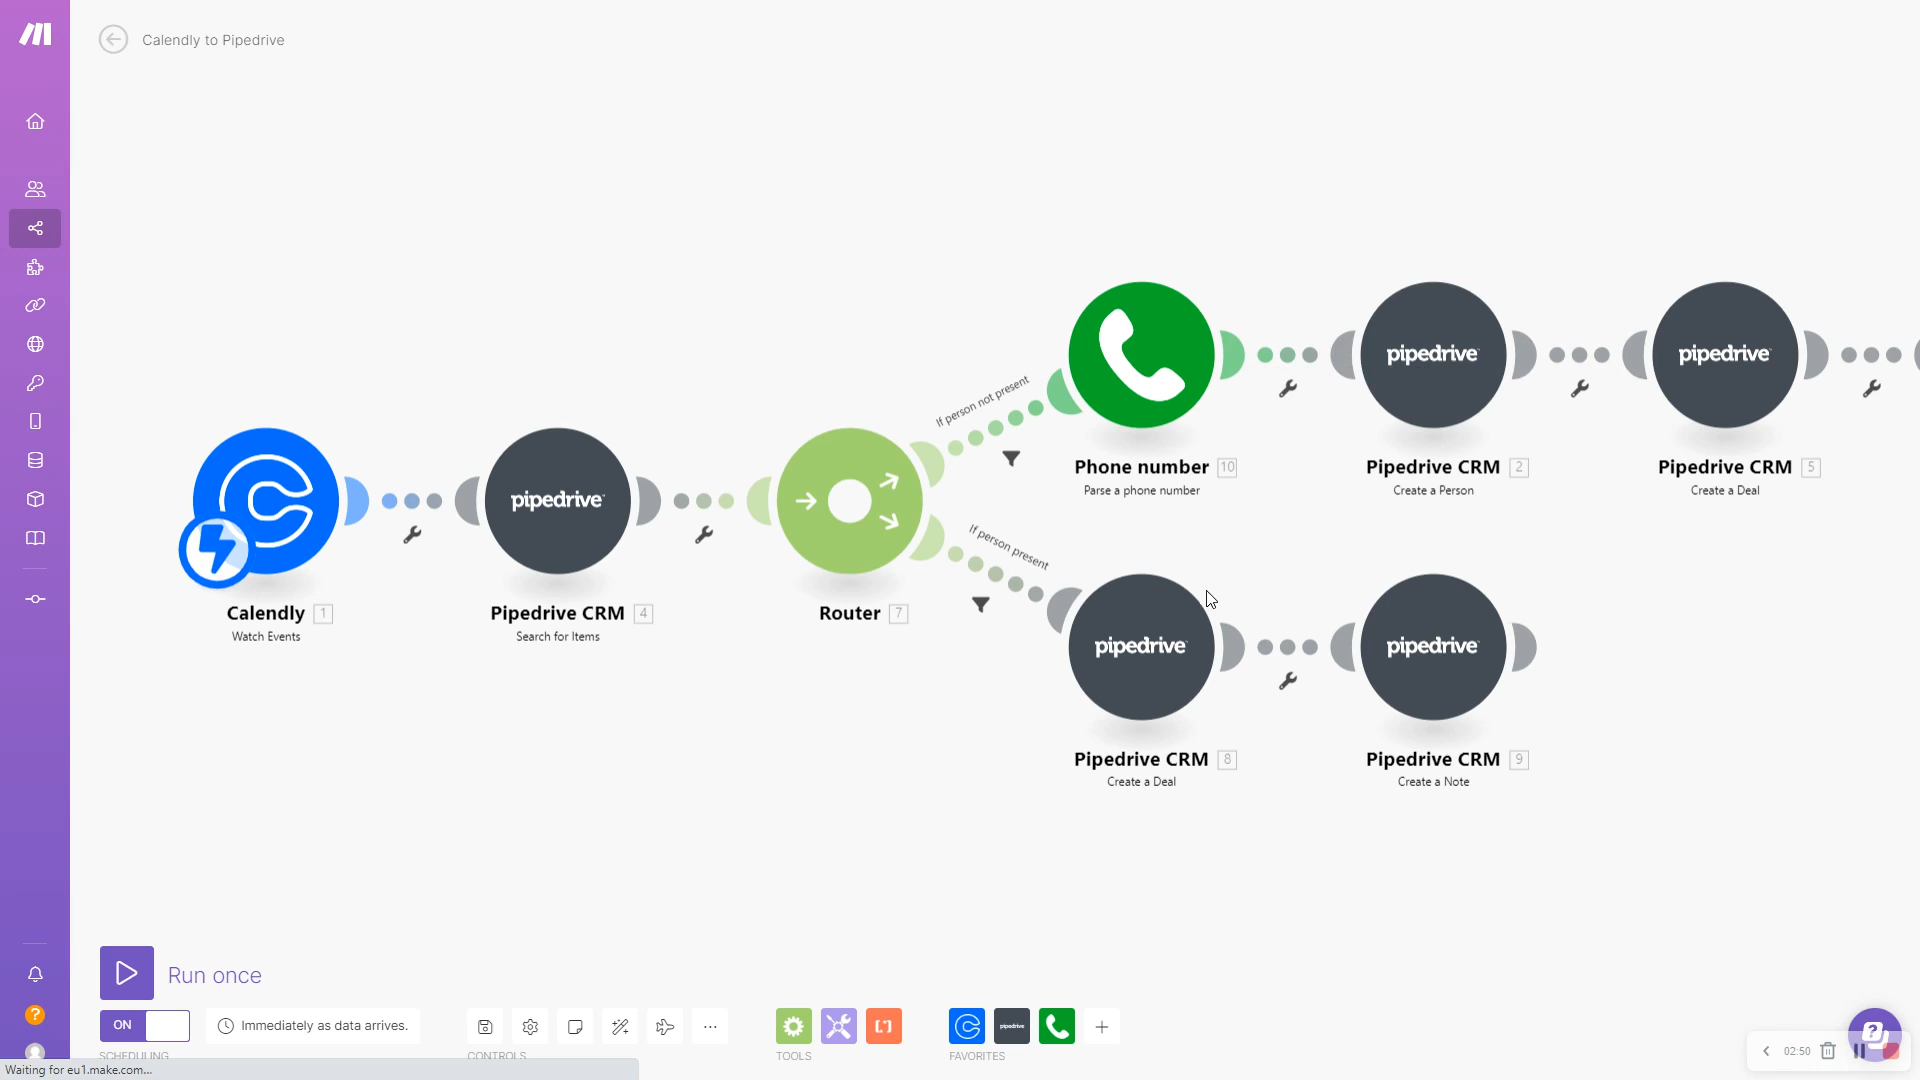 Calendly to Pipedrive
If person not present
pipedrive
pipedrive
Phone number 10
Parse a phone number
Pipedrive CRM 2
Create a Person
Pipedrive CRM 5
Create a Deal
pipedrive
If person present
Calendly 1
Watch Events
Pipedrive CRM 4
Search for Items
Router 7
pipedrive
pipedrive
Pipedrive CRM 8
Create a Deal
Pipedrive CRM 9
Create a Note
Run once
ON
Immediately as data arrives.
pipedrive
SCHEDULING
CONTROLS
TOOLS
FAVORITES
02:50
Waiting for eu1.make.com...